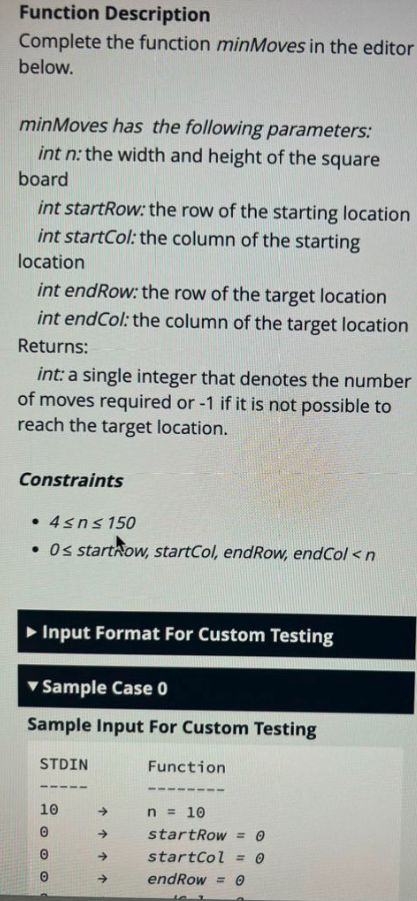 Function Description
Complete the function minMoves in the editor
below.
minMoves has the following parameters:
int n: the width and height of the square
board
int startRow: the row of the starting location
int startCol: the column of the starting
location
int endRow: the row of the target location
int endCol: the column of the target location
Returns:
int: a single integer that denotes the number
of moves required or -1 if it is not possible to
reach the target location.
Constraints
• 4 ≤ n ≤ 150
• 0 ≤ startRow, startCol, endRow, endCol < n
▶ Input Format For Custom Testing
▼ Sample Case 0
Sample Input For Custom Testing
STDIN Function
----- --------
10 → n = 10
0 → startRow = 0
0 → startCol = 0
0 → endRow = 0